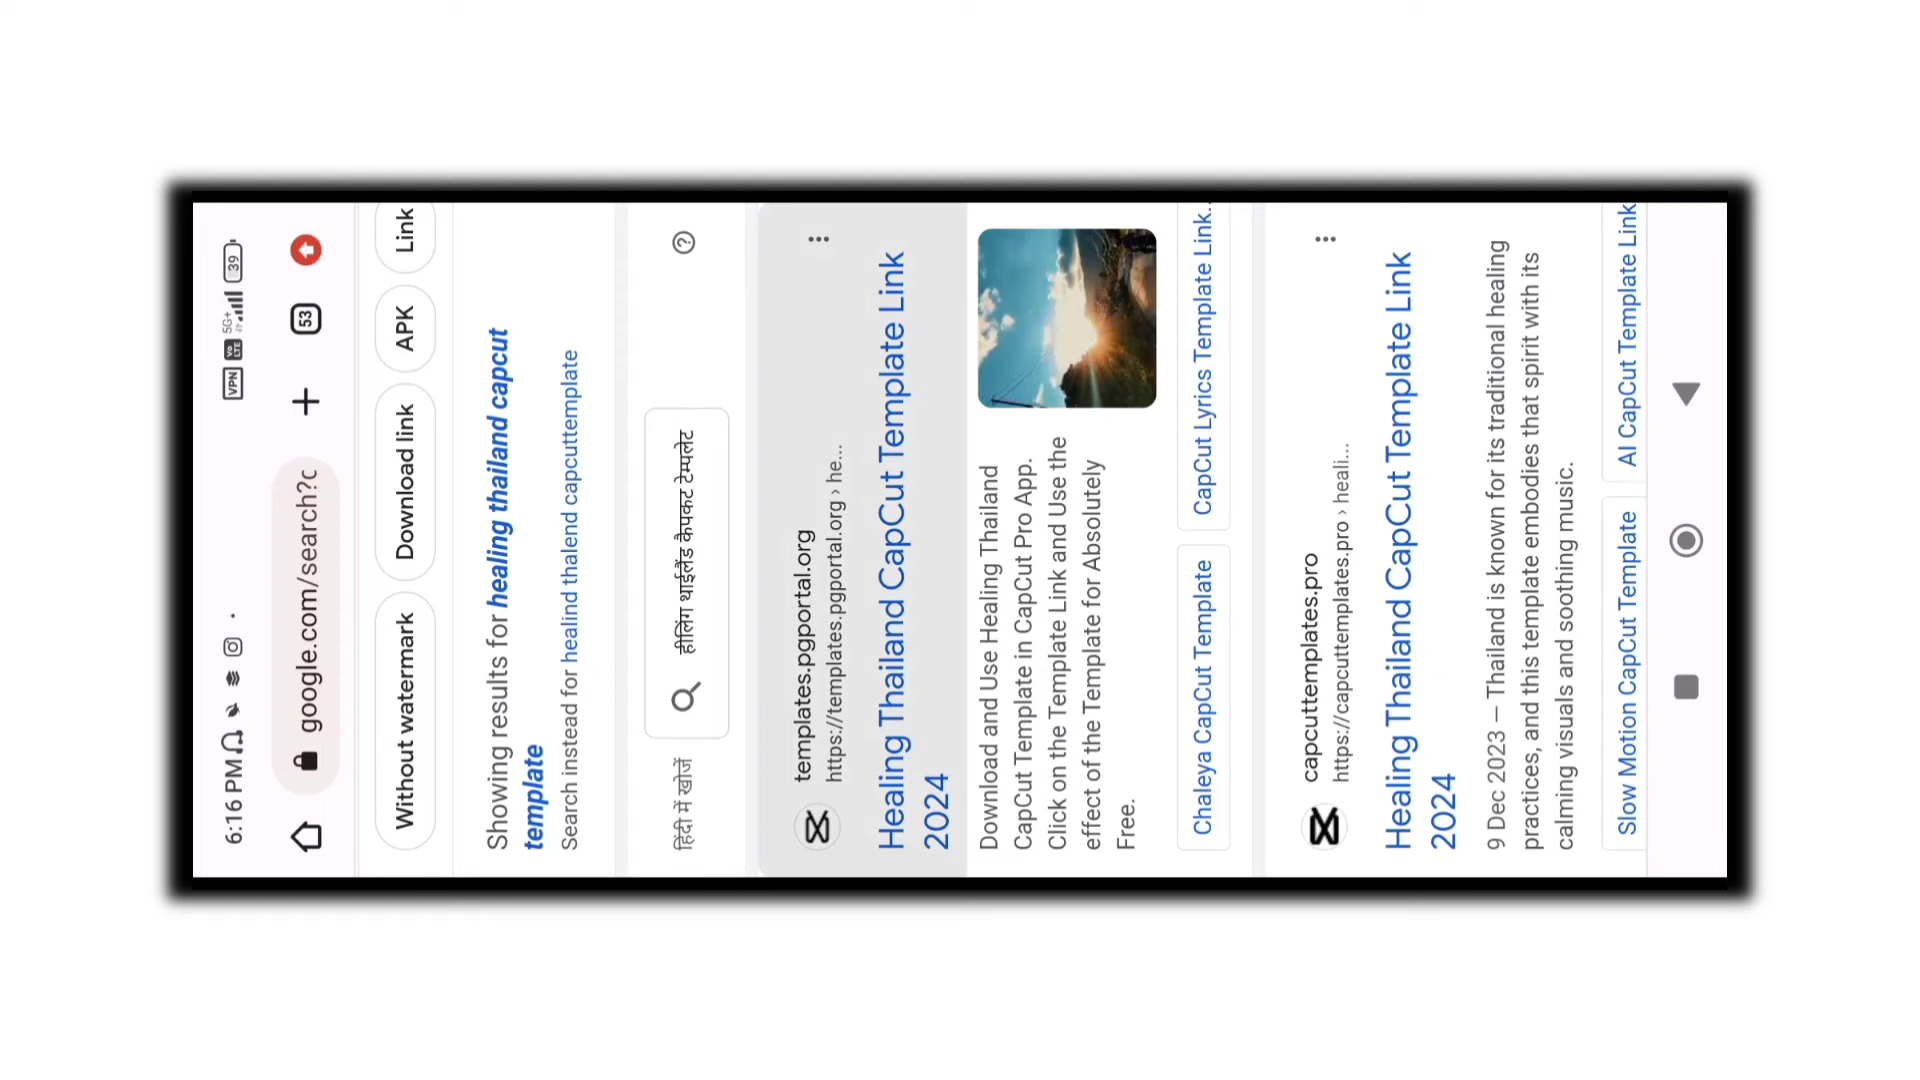 6:16 PM
VPN
Vo LTE
5G+
39
google.com/search?c
53
Without watermark
Download link
APK
Link
Showing results for healing thailand capcut
template
Search instead for healind thalend capcuttemplate
हिंदी में खोजें
हीलिंग थाईलैंड कैपकट टेम्पलेट
templates.pgportal.org
https://templates.pgportal.org › he...
Healing Thailand CapCut Template Link
2024
Download and Use Healing Thailand
CapCut Template in CapCut Pro App.
Click on the Template Link and Use the
effect of the Template for Absolutely
Free.
Chaleya CapCut Template
CapCut Lyrics Template Link...
capcuttemplates.pro
https://capcuttemplates.pro › heali...
Healing Thailand CapCut Template Link
2024
9 Dec 2023 — Thailand is known for its traditional healing
practices, and this template embodies that spirit with its
calming visuals and soothing music.
Slow Motion CapCut Template
AI CapCut Template Link